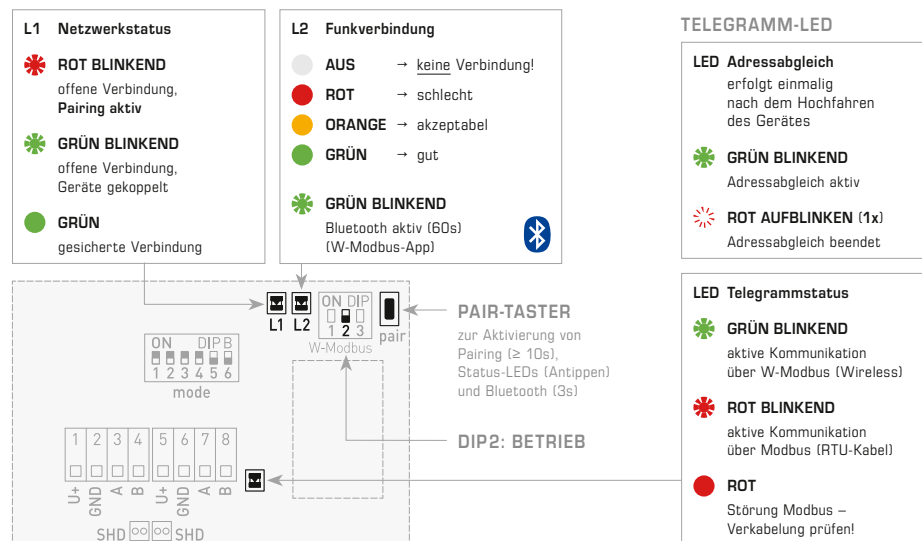 L1 Netzwerkstatus
ROT BLINKEND
offene Verbindung,
Pairing aktiv
GRÜN BLINKEND
offene Verbindung,
Geräte gekoppelt
GRÜN
gesicherte Verbindung
L2 Funkverbindung
AUS → keine Verbindung!
ROT → schlecht
ORANGE → akzeptabel
GRÜN → gut
GRÜN BLINKEND
Bluetooth aktiv (60s)
(W-Modbus-App)
TELEGRAMM-LED
LED Adressabgleich
erfolgt einmalig
nach dem Hochfahren
des Gerätes
GRÜN BLINKEND
Adressabgleich aktiv
ROT AUFBLINKEN (1x)
Adressabgleich beendet
LED Telegrammstatus
GRÜN BLINKEND
aktive Kommunikation
über W-Modbus (Wireless)
ROT BLINKEND
aktive Kommunikation
über Modbus (RTU-Kabel)
ROT
Störung Modbus –
Verkabelung prüfen!
L1 L2
ON DIP
1 2 3
W-Modbus
pair
PAIR-TASTER
zur Aktivierung von
Pairing (≥ 10s),
Status-LEDs (Antippen)
und Bluetooth (3s)
DIP2: BETRIEB
ON DIP B
1 2 3 4 5 6
mode
1 2 3 4 5 6 7 8
U+ GND A B U+ GND A B
SHD SHD